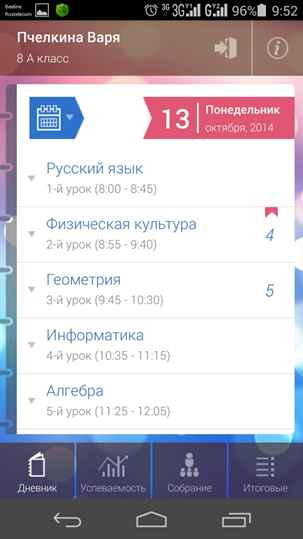 Beeline
Rostelecom
3G 3G G 96% 9:52
Пчелкина Варя
8 А класс
13 Понедельник
октября, 2014
Русский язык
1-й урок (8:00 - 8:45)
Физическая культура
2-й урок (8:55 - 9:40)
4
Геометрия
3-й урок (9:45 - 10:30)
5
Информатика
4-й урок (10:35 - 11:15)
Алгебра
5-й урок (11:25 - 12:05)
Дневник Успеваемость Собрание Итоговые